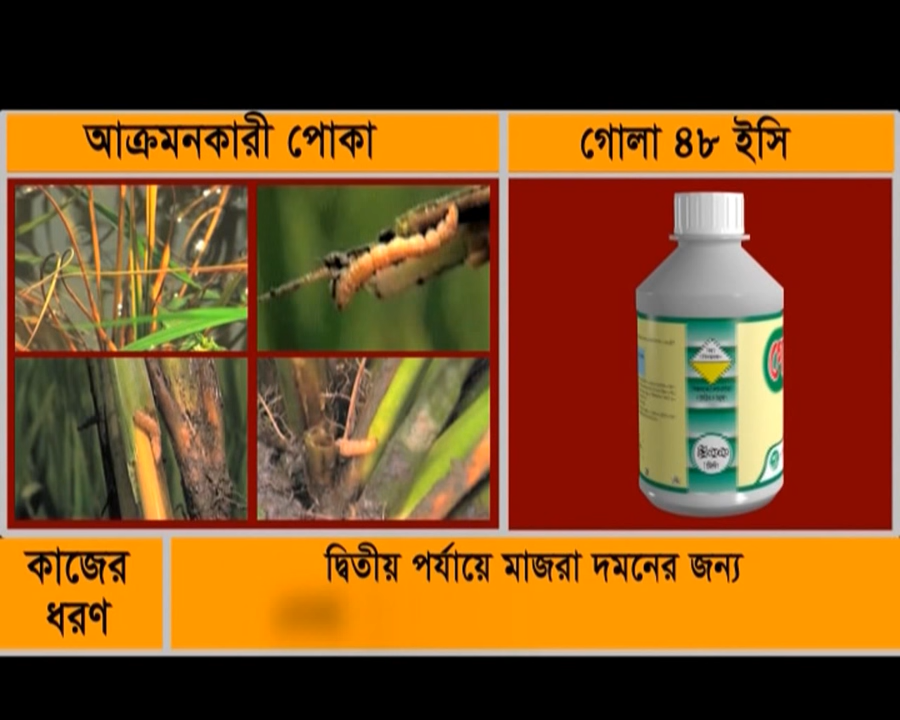 আক্রমনকারী পোকা
গোলা ৪৮ ইসি
কাজের
ধরণ
দ্বিতীয় পর্যায়ে মাজরা দমনের জন্য